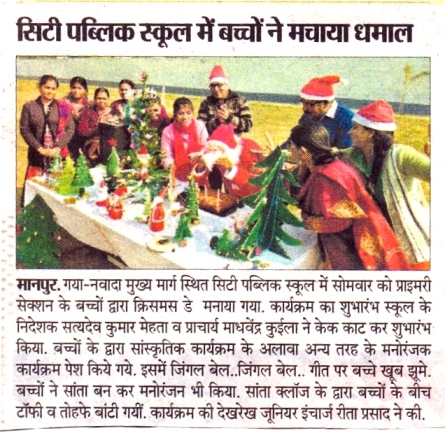 सिटी पब्लिक स्कूल में बच्चों ने मचाया धमाल
मानपुर. गया-नवादा मुख्य मार्ग स्थित सिटी पब्लिक स्कूल में सोमवार को प्राइमरी
सेक्शन के बच्चों द्वारा क्रिसमस डे मनाया गया. कार्यक्रम का शुभारंभ स्कूल के
निदेशक सत्यदेव कुमार मेहता व प्राचार्य माधवेंद्र कुईला ने केक काट कर शुभारंभ
किया. बच्चों के द्वारा सांस्कृतिक कार्यक्रम के अलावा अन्य तरह के मनोरंजक
कार्यक्रम पेश किये गये. इसमें जिंगल बेल..जिंगल बेल.. गीत पर बच्चे खूब झूमे.
बच्चों ने सांता बन कर मनोरंजन भी किया. सांता क्लॉज के द्वारा बच्चों के बीच
टॉफी व तोहफे बांटी गयीं. कार्यक्रम की देखरेख जूनियर इंचार्ज रीता प्रसाद ने की.